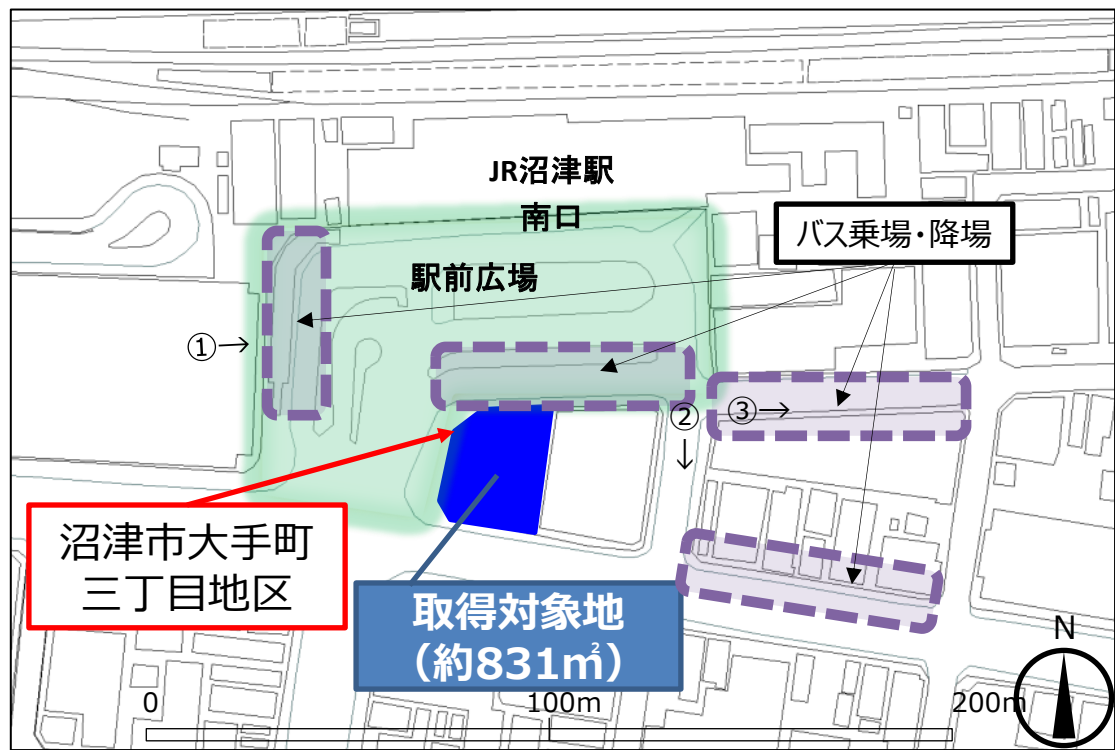 JR沼津駅
南口
駅前広場
バス乗場・降場
①→
②
↓
③→
沼津市大手町
三丁目地区
取得対象地
（約831㎡）
N
0
100m
200m